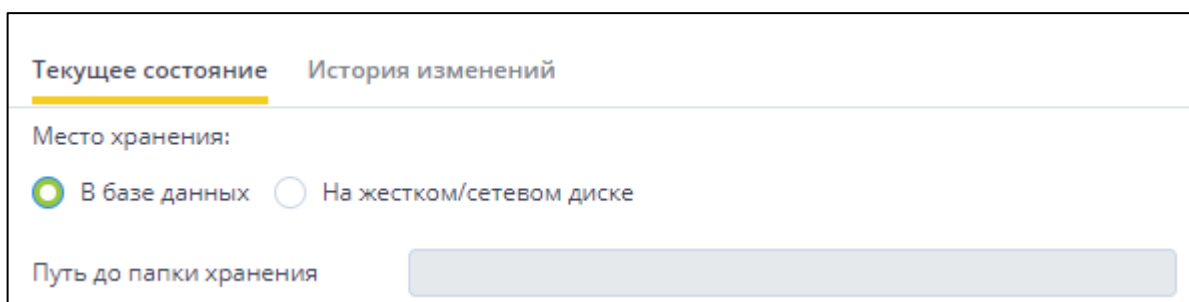 Текущее состояние История изменений
Место хранения:
В базе данных На жестком/сетевом диске
Путь до папки хранения